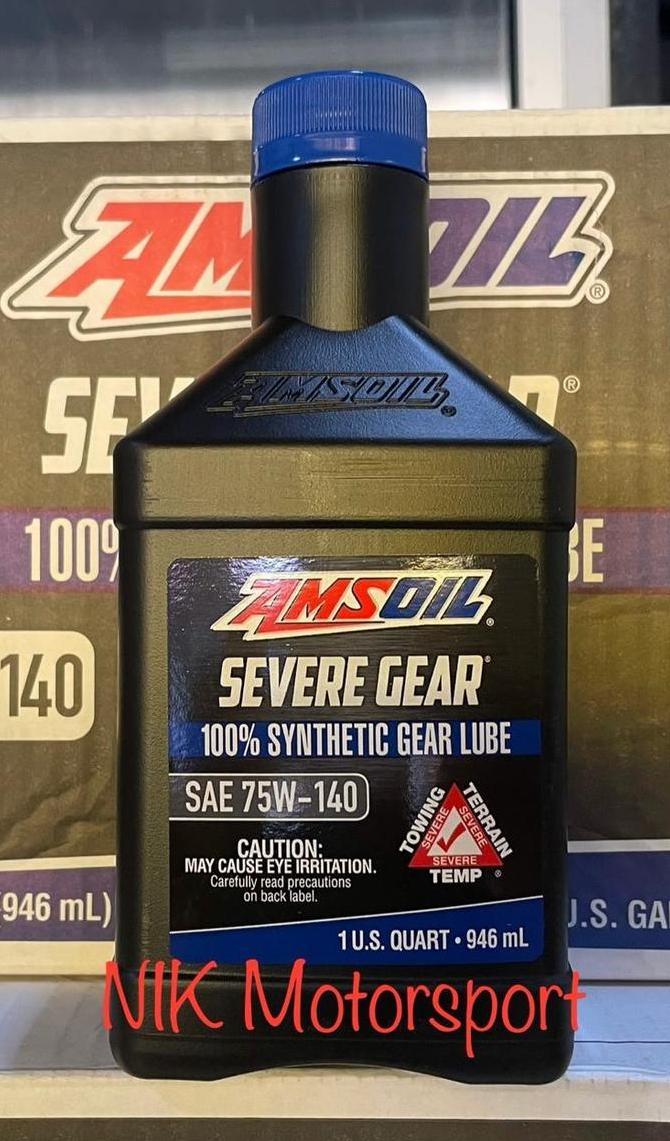 AMSOIL®
SEV R®
100% BE
140
946 mL) U.S. GA
AMSOIL®
AMSOIL®
SEVERE GEAR®
100% SYNTHETIC GEAR LUBE
SAE 75W-140
TOWING TERRAIN
SEVERE SEVERE
SEVERE
TEMP ®
CAUTION:
MAY CAUSE EYE IRRITATION.
Carefully read precautions
on back label.
1 U.S. QUART • 946 mL
NIK Motorsport